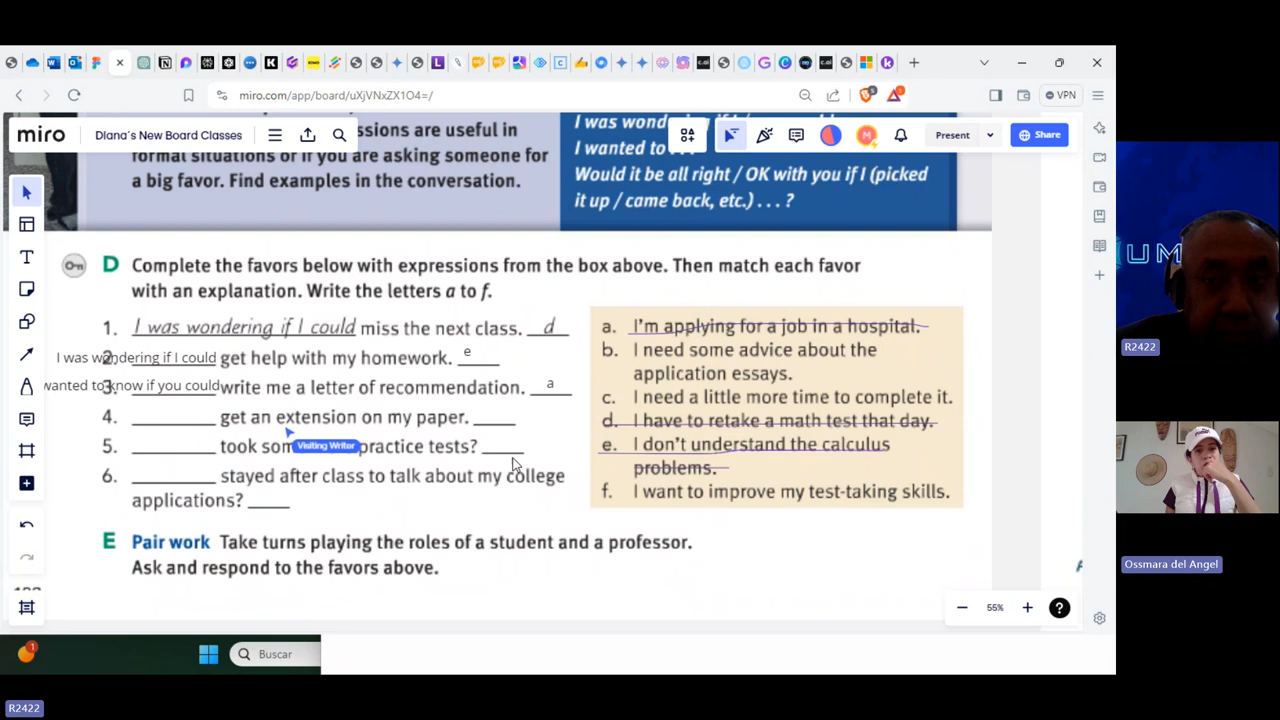 miro.com/app/board/uXjVNxZX1O4=/
VPN
miro
DIana's New Board Classes
Present
Share
ssions are useful in
formal situations or if you are asking someone for
a big favor. Find examples in the conversation.
I wanted to . . .
Would it be all right / OK with you if I (picked
it up / came back, etc.) . . . ?
D Complete the favors below with expressions from the box above. Then match each favor
with an explanation. Write the letters a to f.
1. I was wondering if I could miss the next class. d
2. I was wondering if I could get help with my homework. e
3. wanted to know if you could write me a letter of recommendation. a
4. get an extension on my paper.
5. took som practice tests?
Visiting Writer
6. stayed after class to talk about my college
applications?
a. I'm applying for a job in a hospital.
b. I need some advice about the
application essays.
c. I need a little more time to complete it.
d. I have to retake a math test that day.
e. I don't understand the calculus
problems.
f. I want to improve my test-taking skills.
E Pair work Take turns playing the roles of a student and a professor.
Ask and respond to the favors above.
55%
Buscar
R2422
Ossmara del Angel
R2422